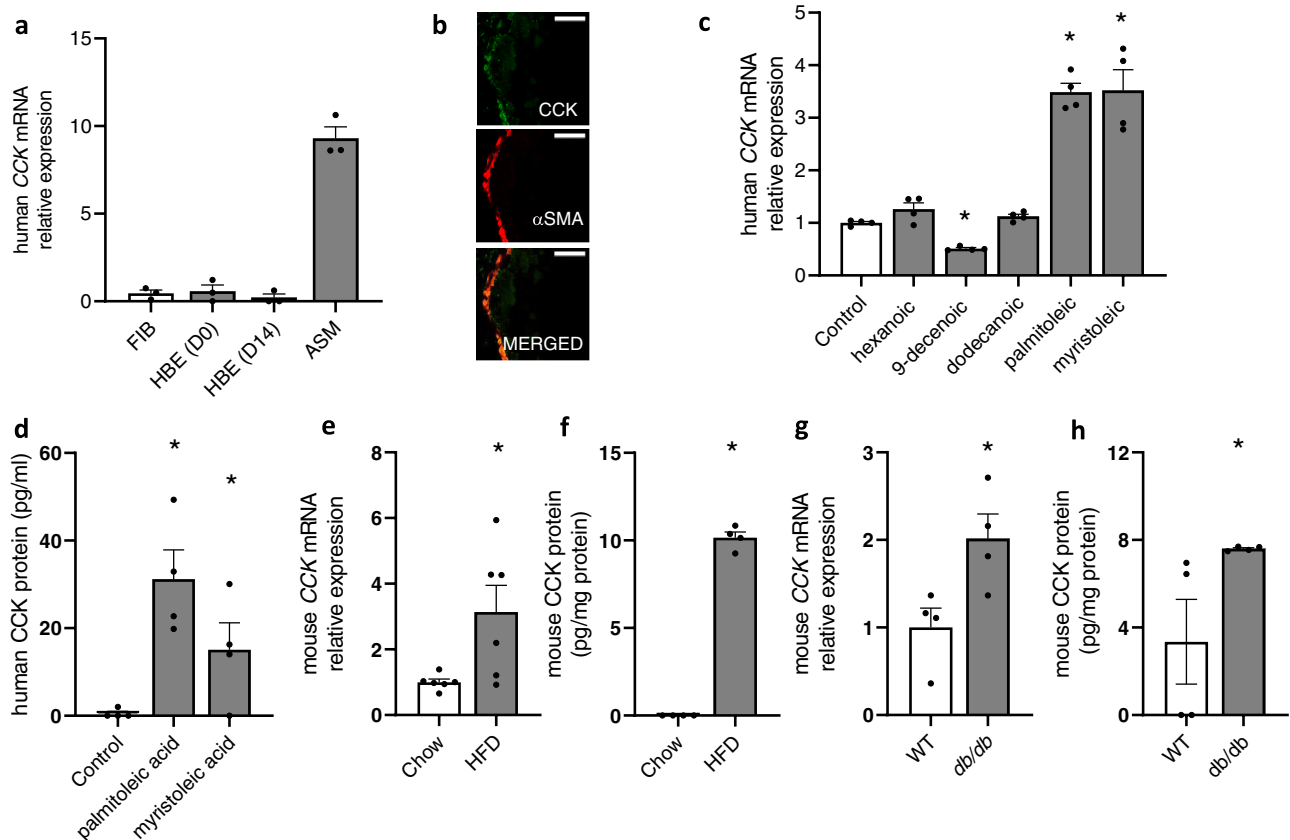 a
human CCK mRNA
relative expression
15
10
5
0
FIB
HBE (D0)
HBE (D14)
ASM
b
CCK
αSMA
MERGED
c
human CCK mRNA
relative expression
5
4
3
2
1
0
*
*
*
Control
hexanoic
9-decenoic
dodecanoic
palmitoleic
myristoleic
d
human CCK protein (pg/ml)
60
40
20
0
*
*
Control
palmitoleic acid
myristoleic acid
e
mouse CCK mRNA
relative expression
8
6
4
2
0
*
Chow
HFD
f
mouse CCK protein
(pg/mg protein)
15
10
5
0
*
Chow
HFD
g
mouse CCK mRNA
relative expression
3
2
1
0
*
WT
db/db
h
mouse CCK protein
(pg/mg protein)
12
8
4
0
*
WT
db/db